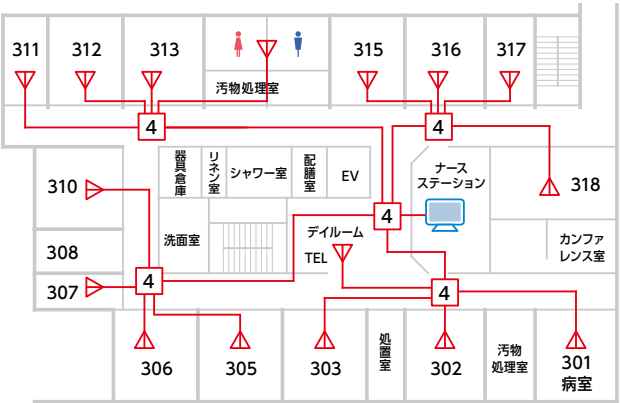 311
312
313
315
316
317
汚物処理室
4
4
器具倉庫
リネン室
シャワー室
配膳室
EV
ナース
ステーション
310
318
4
洗面室
デイルーム
TEL
カンファ
レンス室
308
307
4
4
306
305
303
処置室
302
汚物
処理室
301
病室